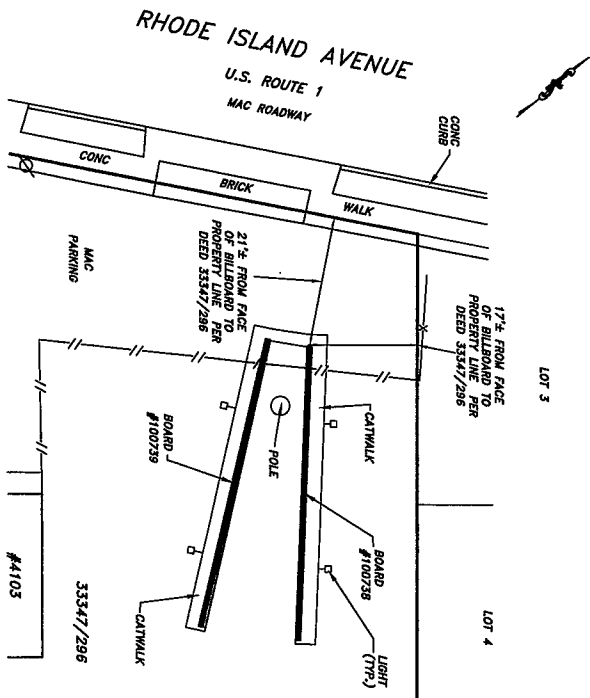 RHODE ISLAND AVENUE
U.S. ROUTE 1
MAC ROADWAY
CONC
CURB
CONC
BRICK
WALK
MAC
PARKING
21'± FROM FACE
OF BILLBOARD TO
PROPERTY LINE PER
DEED 33347/296
17'± FROM FACE
OF BILLBOARD TO
PROPERTY LINE PER
DEED 33347/296
LOT 3
CATWALK
POLE
BOARD
#100739
BOARD
#100738
LIGHT
(TYP.)
LOT 4
CATWALK
33347/296
#4103